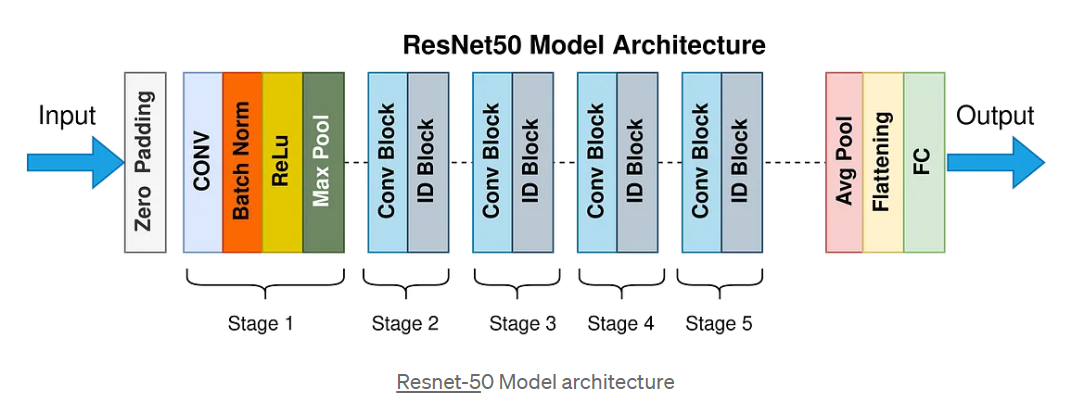 ResNet50 Model Architecture
Input
Zero Padding
CONV
Batch Norm
ReLu
Max Pool
Conv Block
ID Block
Conv Block
ID Block
Conv Block
ID Block
Conv Block
ID Block
Avg Pool
Flattening
FC
Output
Stage 1
Stage 2
Stage 3
Stage 4
Stage 5
Resnet-50 Model architecture